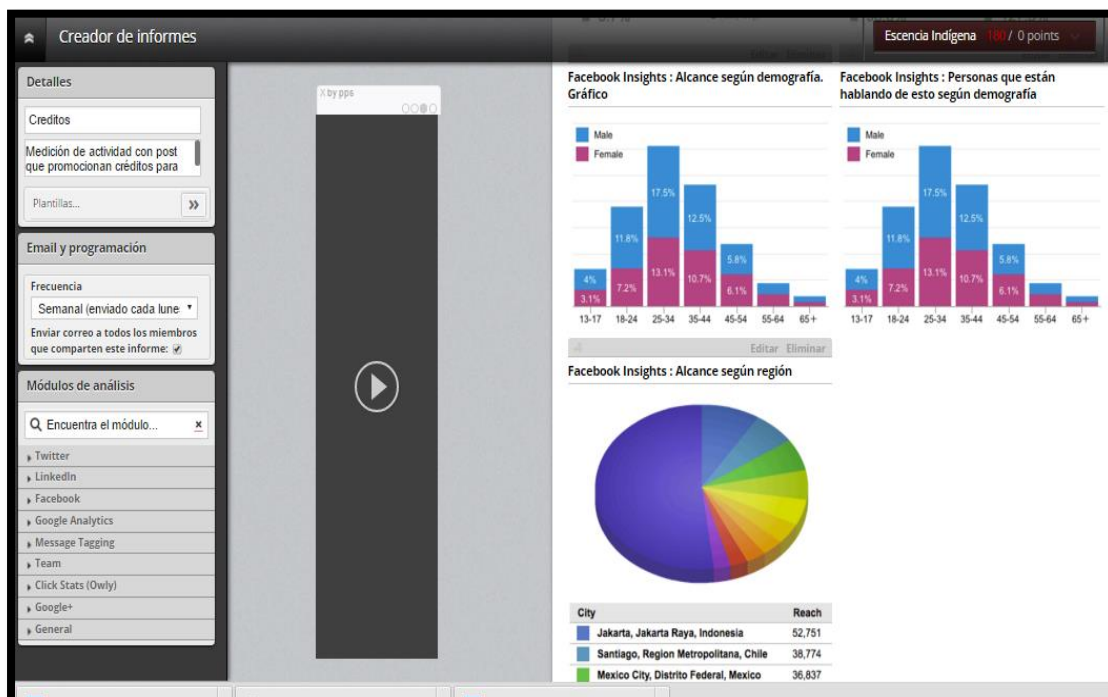 Creador de informes
Escencia Indígena 180 / 0 points
Detalles
Creditos
Medición de actividad con post
que promocionan créditos para
Plantillas...
Email y programación
Frecuencia
Semanal (enviado cada lune
Enviar correo a todos los miembros
que comparten este informe:
Módulos de análisis
Encuentra el módulo... x
Twitter
LinkedIn
Facebook
Google Analytics
Message Tagging
Team
Click Stats (Owly)
Google+
General
X by pps
Editar Eliminar
Facebook Insights : Alcance según demografía.
Gráfico
Male
Female
17.5%
12.5%
11.8%
5.8%
4%
13.1%
10.7%
7.2%
6.1%
3.1%
13-17 18-24 25-34 35-44 45-54 55-64 65+
Editar Eliminar
Facebook Insights : Personas que están
hablando de esto según demografía
Male
Female
17.5%
12.5%
11.8%
5.8%
4%
13.1%
10.7%
7.2%
6.1%
3.1%
13-17 18-24 25-34 35-44 45-54 55-64 65+
Facebook Insights : Alcance según región
City Reach
Jakarta, Jakarta Raya, Indonesia 52,751
Santiago, Region Metropolitana, Chile 38,774
Mexico City, Distrito Federal, Mexico 36,837